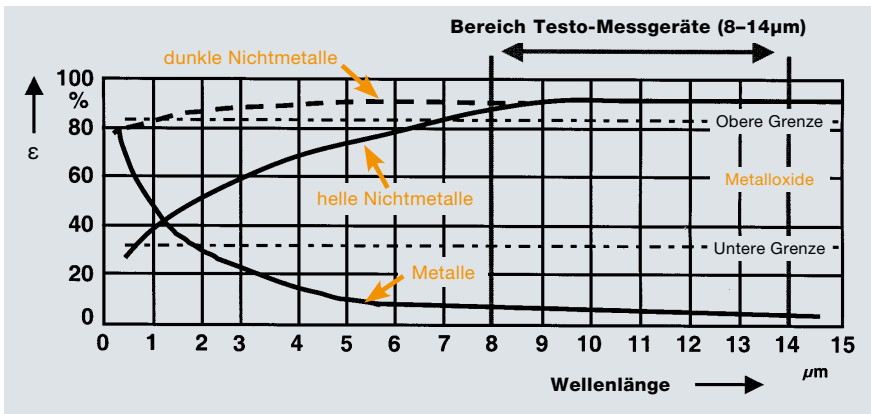 Bereich Testo-Messgeräte (8–14µm)
dunkle Nichtmetalle
100
%
80
Obere Grenze
ε
60
Metalloxide
helle Nichtmetalle
40
Untere Grenze
Metalle
20
0
0 1 2 3 4 5 6 7 8 9 10 11 12 13 14 15
µm
Wellenlänge